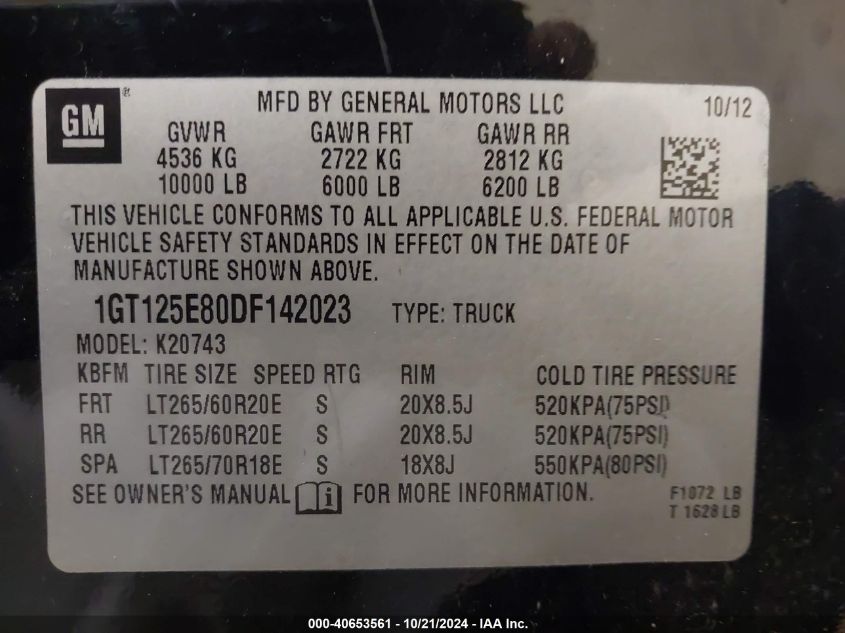 GM ®
MFD BY GENERAL MOTORS LLC 10/12
GVWR GAWR FRT GAWR RR
4536 KG 2722 KG 2812 KG
10000 LB 6000 LB 6200 LB
THIS VEHICLE CONFORMS TO ALL APPLICABLE U.S. FEDERAL MOTOR
VEHICLE SAFETY STANDARDS IN EFFECT ON THE DATE OF
MANUFACTURE SHOWN ABOVE.
1GT125E80DF142023 TYPE: TRUCK
MODEL: K20743
KBFM TIRE SIZE SPEED RTG RIM COLD TIRE PRESSURE
FRT LT265/60R20E S 20X8.5J 520KPA(75PSI)
RR LT265/60R20E S 20X8.5J 520KPA(75PSI)
SPA LT265/70R18E S 18X8J 550KPA(80PSI)
SEE OWNER'S MANUAL i FOR MORE INFORMATION.
F1872 LB
T 1628 LB
000-40653561 - 10/21/2024 - IAA Inc.